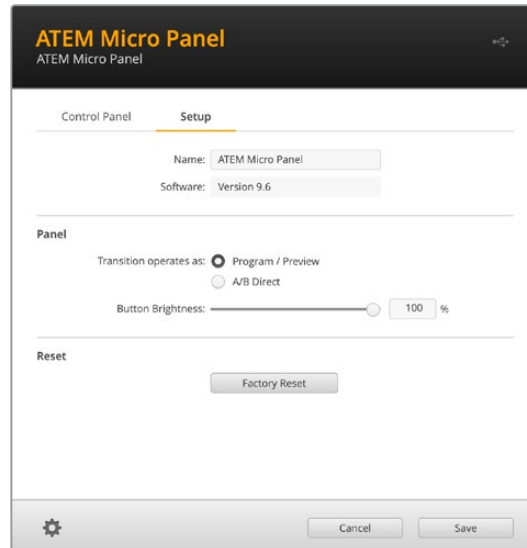 ATEM Micro Panel
ATEM Micro Panel
Control Panel Setup
Name: ATEM Micro Panel
Software: Version 9.6
Panel
Transition operates as: Program / Preview
A/B Direct
Button Brightness: 100 %
Reset
Factory Reset
Cancel Save